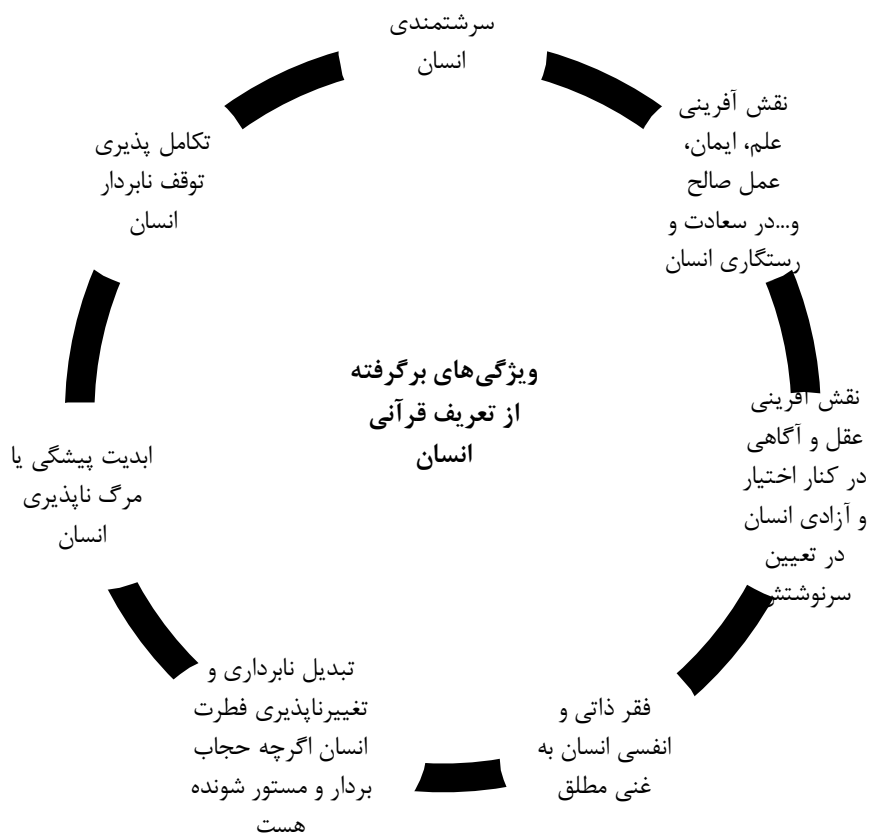 سرشتمندی
انسان
نقش آفرینی
علم، ایمان،
عمل صالح
و...در سعادت و
رستگاری انسان
نقش آفرینی
عقل و آگاهی
در کنار اختیار
و آزادی انسان
در تعیین
سرنوشتش
فقر ذاتی و
انفسی انسان به
غنی مطلق
تبدیل نابرداری و
تغییرناپذیری فطرت
انسان اگرچه حجاب
بردار و مستور شونده
هست
ابدیت پیشگی یا
مرگ ناپذیری
انسان
تکامل پذیری
توقف نابردار
انسان
ویژگی‌های برگرفته
از تعریف قرآنی
انسان